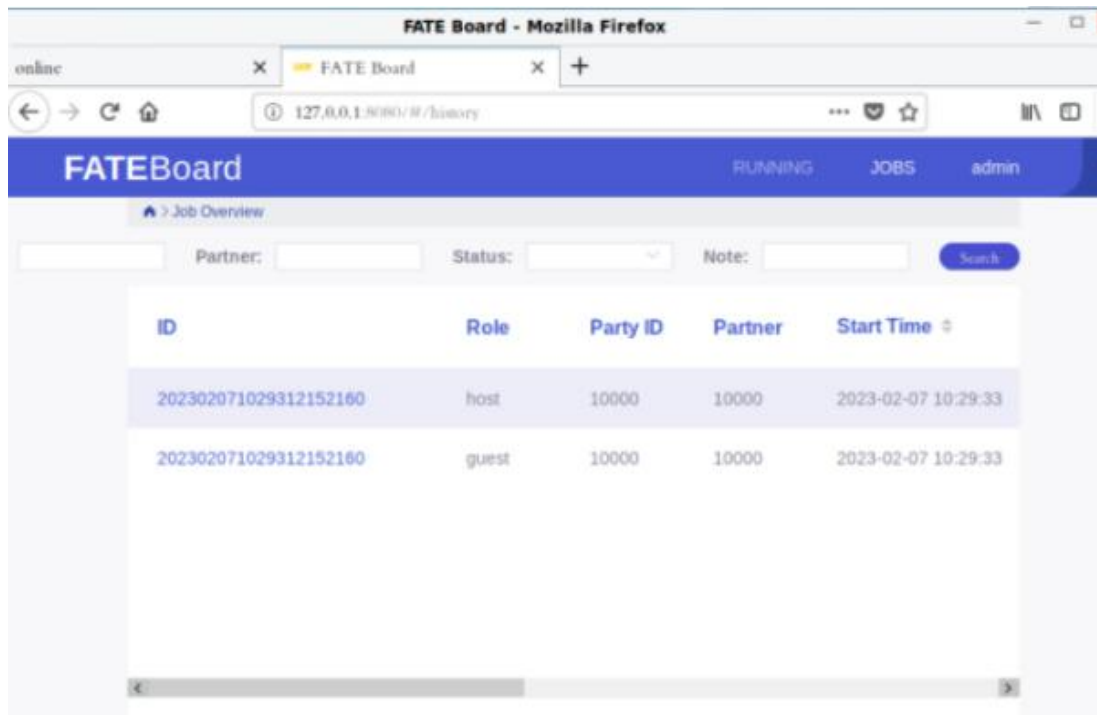 FATE Board - Mozilla Firefox
online FATE Board
127.0.0.1:8080/#/history
FATEBoard RUNNING JOBS admin
> Job Overview
Partner: Status: Note: Search
ID Role Party ID Partner Start Time
202302071029312152160 host 10000 10000 2023-02-07 10:29:33
202302071029312152160 guest 10000 10000 2023-02-07 10:29:33